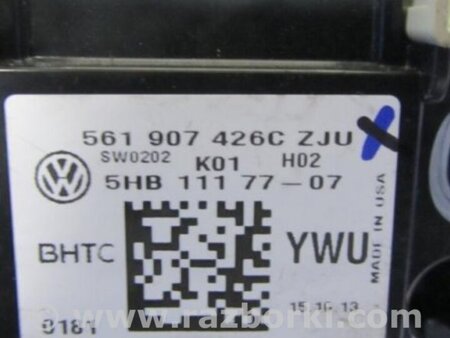 561 907 426C ZJU
SW0202 K01 H02
5HB 111 77-07
BHTC
YWU
MADE IN USA
15.10.13
0181
www.razborki.com